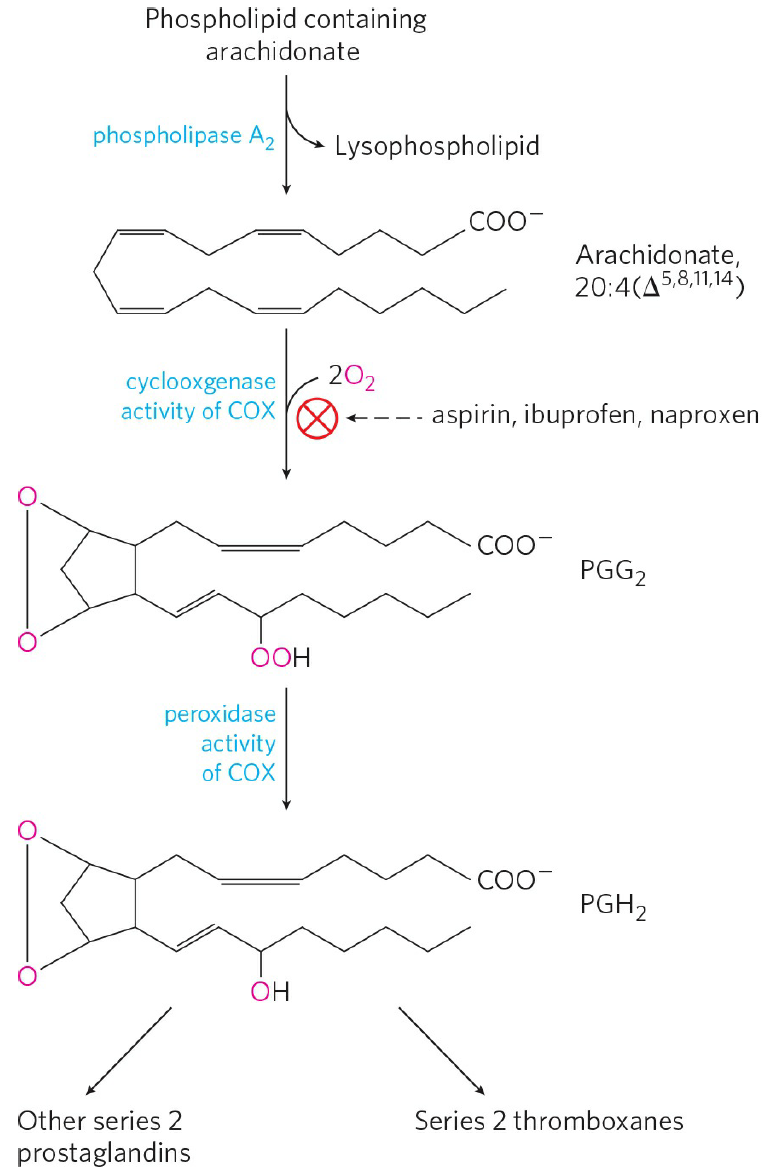 Phospholipid containing
arachidonate
phospholipase A₂
Lysophospholipid
COO⁻
Arachidonate,
20:4(Δ⁵,⁸,¹¹,¹⁴)
2O₂
cyclooxgenase
activity of COX
aspirin, ibuprofen, naproxen
O
COO⁻
PGG₂
O
OOH
peroxidase
activity
of COX
O
COO⁻
PGH₂
O
OH
Other series 2
prostaglandins
Series 2 thromboxanes